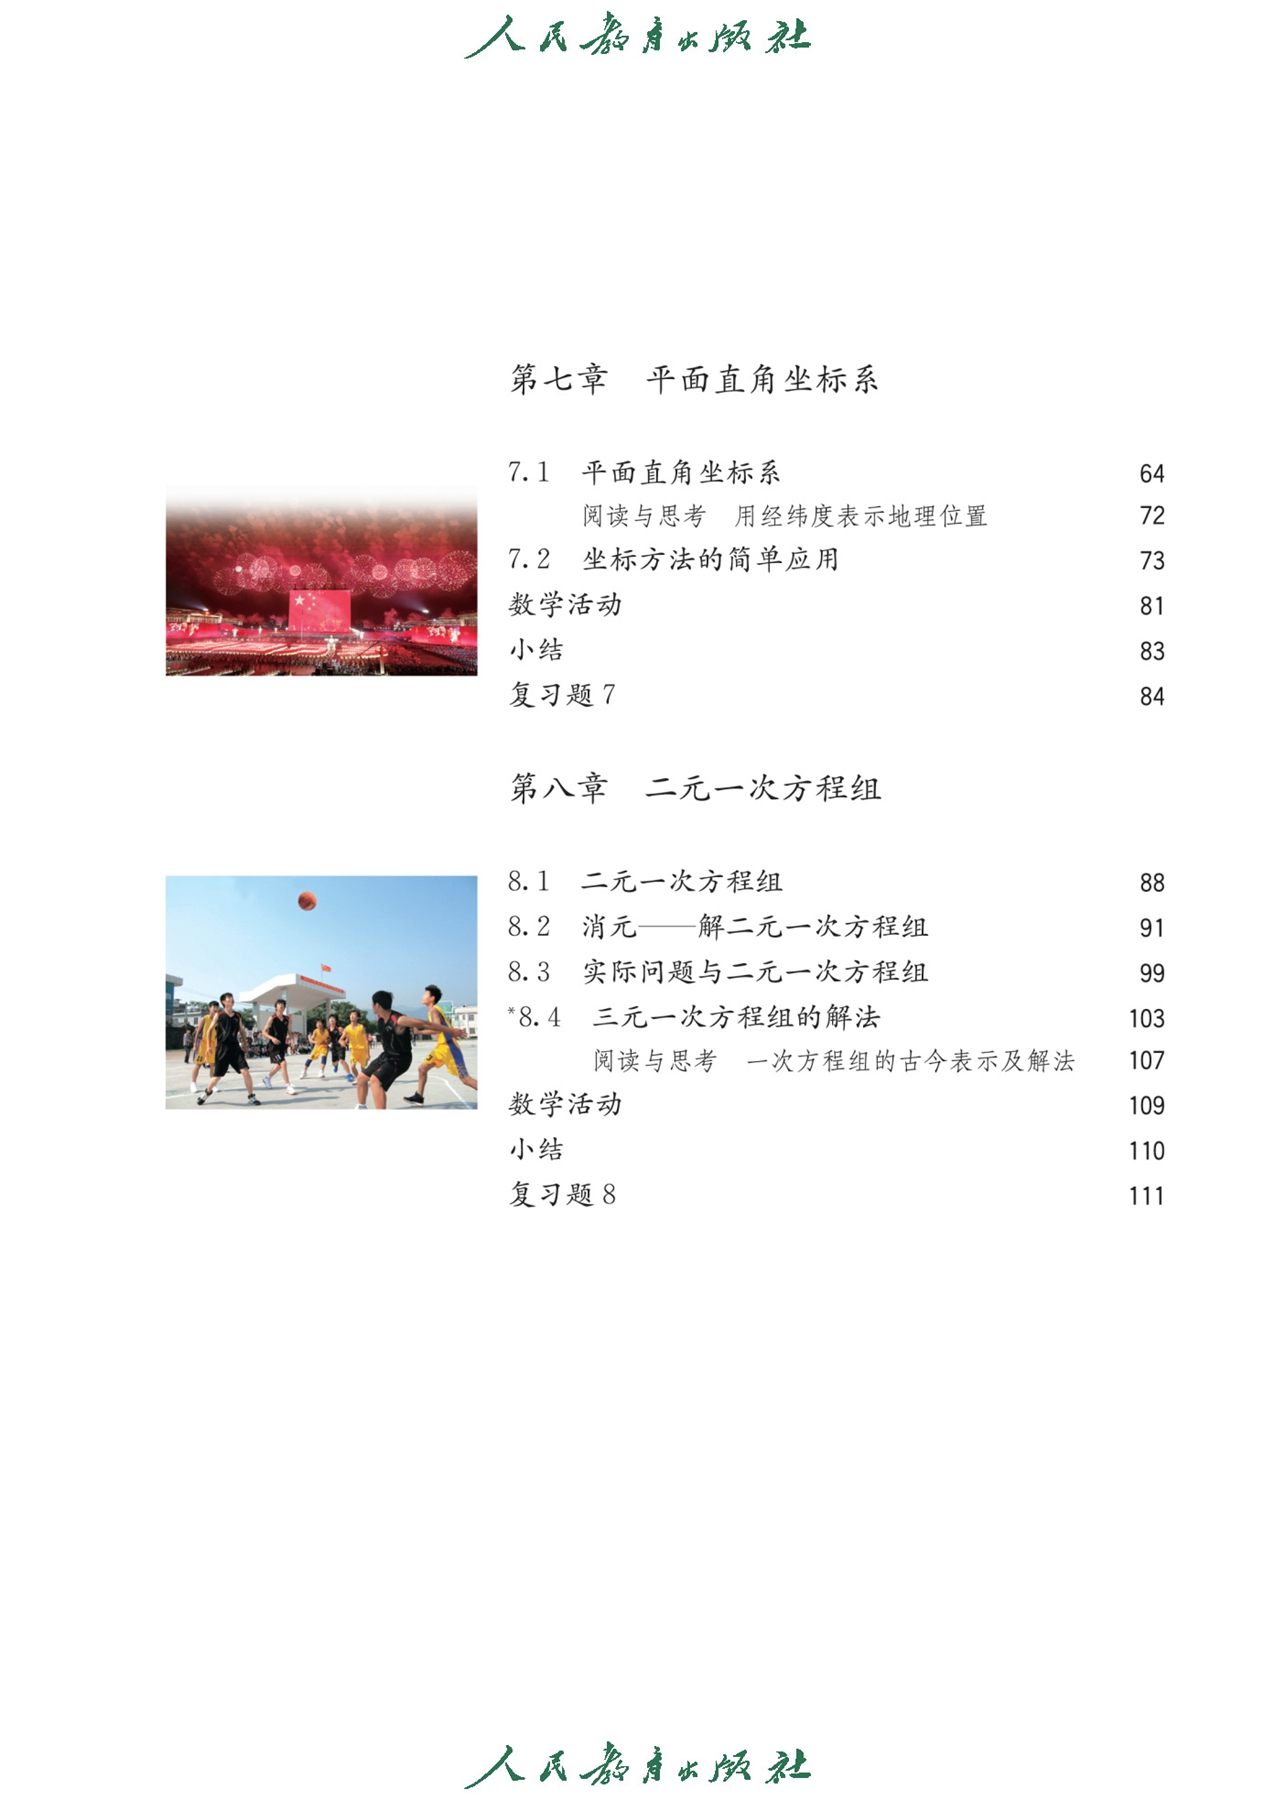 人民教育出版社
第七章 平面直角坐标系
7.1 平面直角坐标系 64
阅读与思考 用经纬度表示地理位置 72
7.2 坐标方法的简单应用 73
数学活动 81
小结 83
复习题 7 84
第八章 二元一次方程组
8.1 二元一次方程组 88
8.2 消元——解二元一次方程组 91
8.3 实际问题与二元一次方程组 99
*8.4 三元一次方程组的解法 103
阅读与思考 一次方程组的古今表示及解法 107
数学活动 109
小结 110
复习题 8 111
人民教育出版社